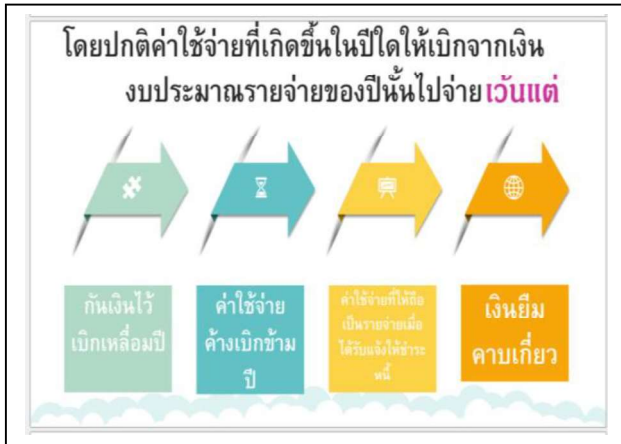 โดยปกติค่าใช้จ่ายที่เกิดขึ้นในปีใดให้เบิกจากเงิน
งบประมาณรายจ่ายของปีนั้นไปจ่าย เว้นแต่
กันเงินไว้
เบิกเหลื่อมปี
ค่าใช้จ่าย
ค้างเบิกข้าม
ปี
ค่าใช้จ่ายที่ให้ถือ
เป็นรายจ่ายเมื่อ
ได้รับแจ้งให้ชำระ
หนี้
เงินยืม
คาบเกี่ยว